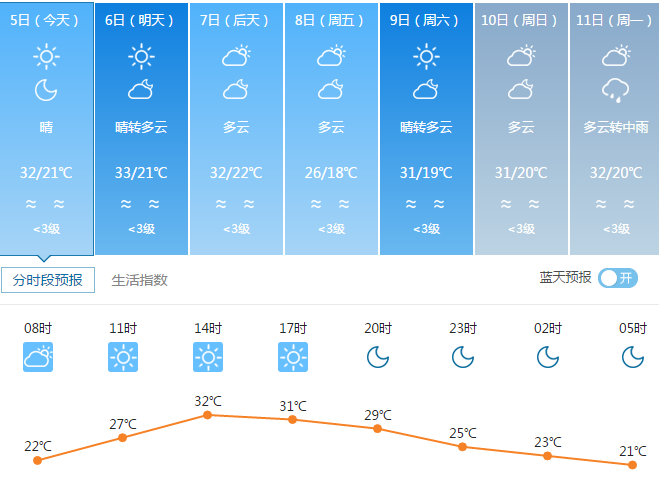 5日（今天） 6日（明天） 7日（后天） 8日（周五） 9日（周六） 10日（周日） 11日（周一）
晴 晴转多云 多云 多云 晴转多云 多云 多云转中雨
32/21℃ 33/21℃ 32/22℃ 26/18℃ 31/19℃ 31/20℃ 32/20℃
<3级 <3级 <3级 <3级 <3级 <3级 <3级
分时段预报 生活指数 蓝天预报 开
08时 11时 14时 17时 20时 23时 02时 05时
22℃ 27℃ 32℃ 31℃ 29℃ 25℃ 23℃ 21℃